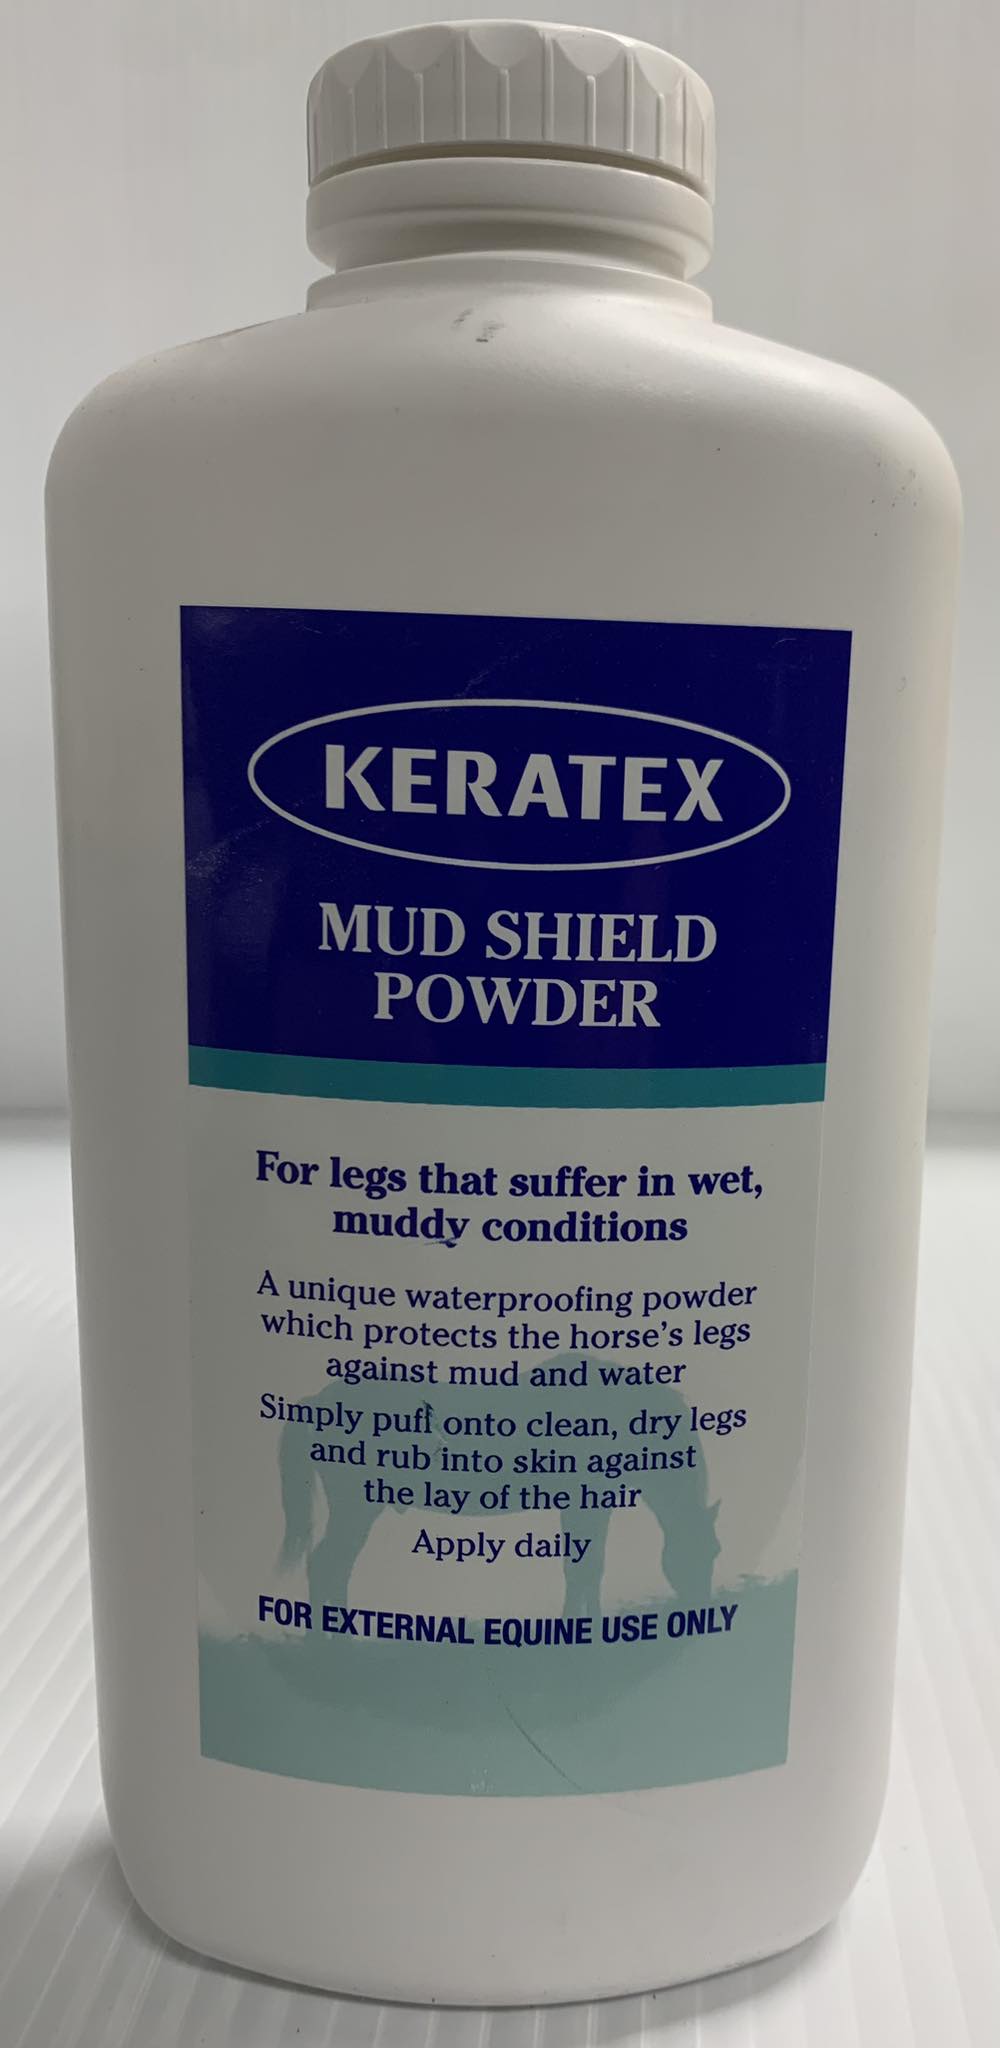 KERATEX
MUD SHIELD
POWDER
For legs that suffer in wet,
muddy conditions
A unique waterproofing powder
which protects the horse's legs
against mud and water
Simply puff onto clean, dry legs
and rub into skin against
the lay of the hair
Apply daily
FOR EXTERNAL EQUINE USE ONLY